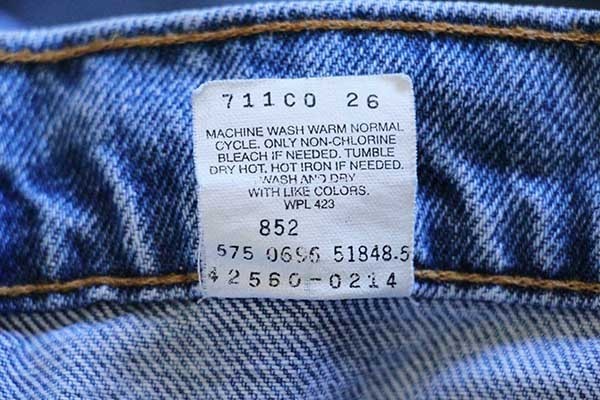 711C0 26
MACHINE WASH WARM NORMAL
CYCLE. ONLY NON-CHLORINE
BLEACH IF NEEDED. TUMBLE
DRY HOT. HOT IRON IF NEEDED.
WASH AND DRY
WITH LIKE COLORS.
WPL 423
852
575 0696 51848.5
42560-0214